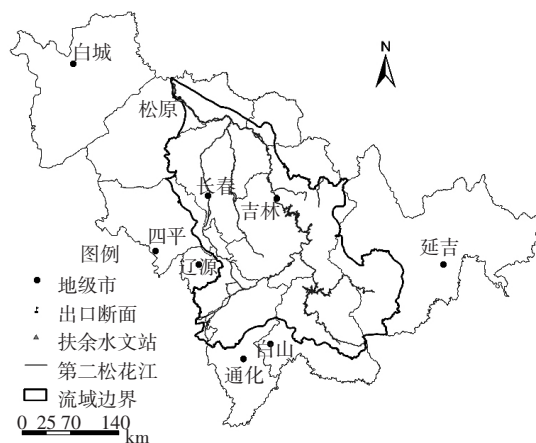 白城
N
松原
长春
吉林
四平
延吉
辽源
白山
通化
图例
地级市
出口断面
扶余水文站
第二松花江
流域边界
0 25 70 140
km